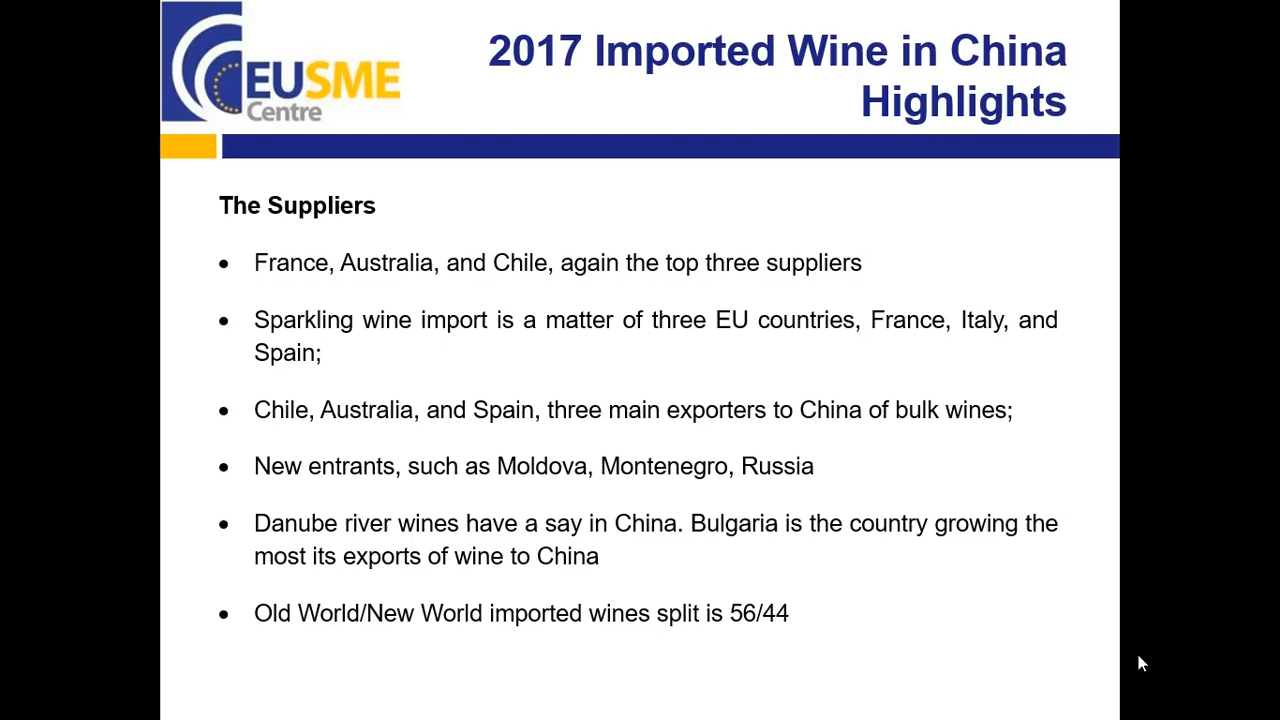 EUSME
Centre
2017 Imported Wine in China
Highlights
The Suppliers
• France, Australia, and Chile, again the top three suppliers
• Sparkling wine import is a matter of three EU countries, France, Italy, and
Spain;
• Chile, Australia, and Spain, three main exporters to China of bulk wines;
• New entrants, such as Moldova, Montenegro, Russia
• Danube river wines have a say in China. Bulgaria is the country growing the
most its exports of wine to China
• Old World/New World imported wines split is 56/44